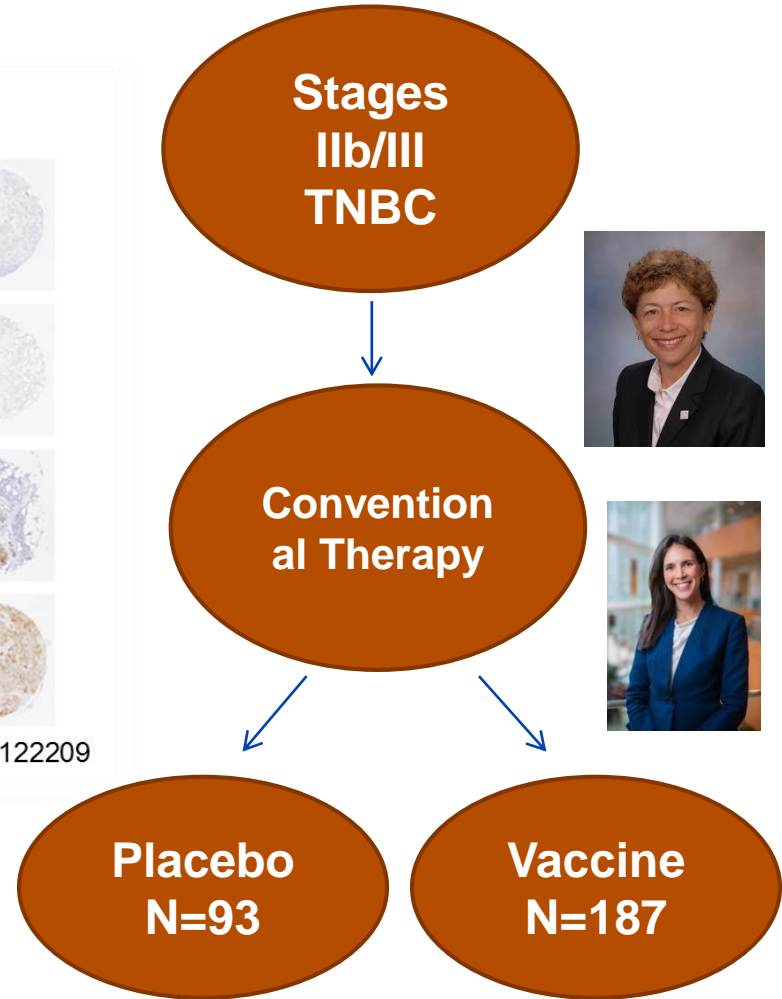 Stages
IIb/III
TNBC
Convention
al Therapy
122209
Placebo
N=93
Vaccine
N=187